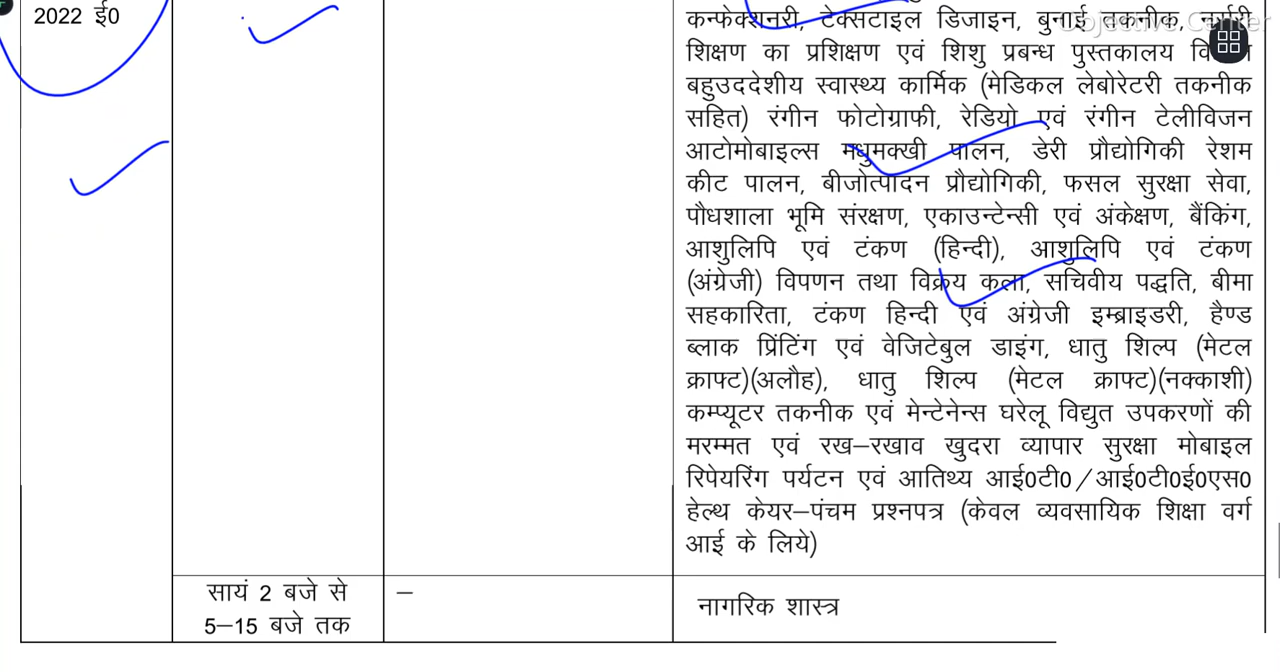 2022 ई0
कन्फेक्शनरी, टेक्सटाइल डिजाइन, बुनाई तकनीक, नर्सरी
Objective Center
शिक्षण का प्रशिक्षण एवं शिशु प्रबन्ध पुस्तकालय
बहुउददेशीय स्वास्थ्य कार्मिक (मेडिकल लेबोरेटरी तकनीक
सहित) रंगीन फोटोग्राफी, रेडियो एवं रंगीन टेलीविजन
आटोमोबाइल्स मधुमक्खी पालन, डेरी प्रौद्योगिकी रेशम
कीट पालन, बीजोत्पादन प्रौद्योगिकी, फसल सुरक्षा सेवा,
पौधशाला भूमि संरक्षण, एकाउन्टेन्सी एवं अंकेक्षण, बैंकिंग,
आशुलिपि एवं टंकण (हिन्दी), आशुलिपि एवं टंकण
(अंग्रेजी) विपणन तथा विक्रय कला, सचिवीय पद्धति, बीमा
सहकारिता, टंकण हिन्दी एवं अंग्रेजी इम्ब्राइडरी, हैण्ड
ब्लाक प्रिंटिंग एवं वेजिटेबुल डाइंग, धातु शिल्प (मेटल
क्राफ्ट)(अलौह), धातु शिल्प (मेटल क्राफ्ट)(नक्काशी)
कम्प्यूटर तकनीक एवं मेन्टेनेन्स घरेलू विद्युत उपकरणों की
मरम्मत एवं रख–रखाव खुदरा व्यापार सुरक्षा मोबाइल
रिपेयरिंग पर्यटन एवं आतिथ्य आई0टी0/आई0टी0ई0एस0
हेल्थ केयर–पंचम प्रश्नपत्र (केवल व्यवसायिक शिक्षा वर्ग
आई के लिये)
सायं 2 बजे से
5–15 बजे तक
–
नागरिक शास्त्र